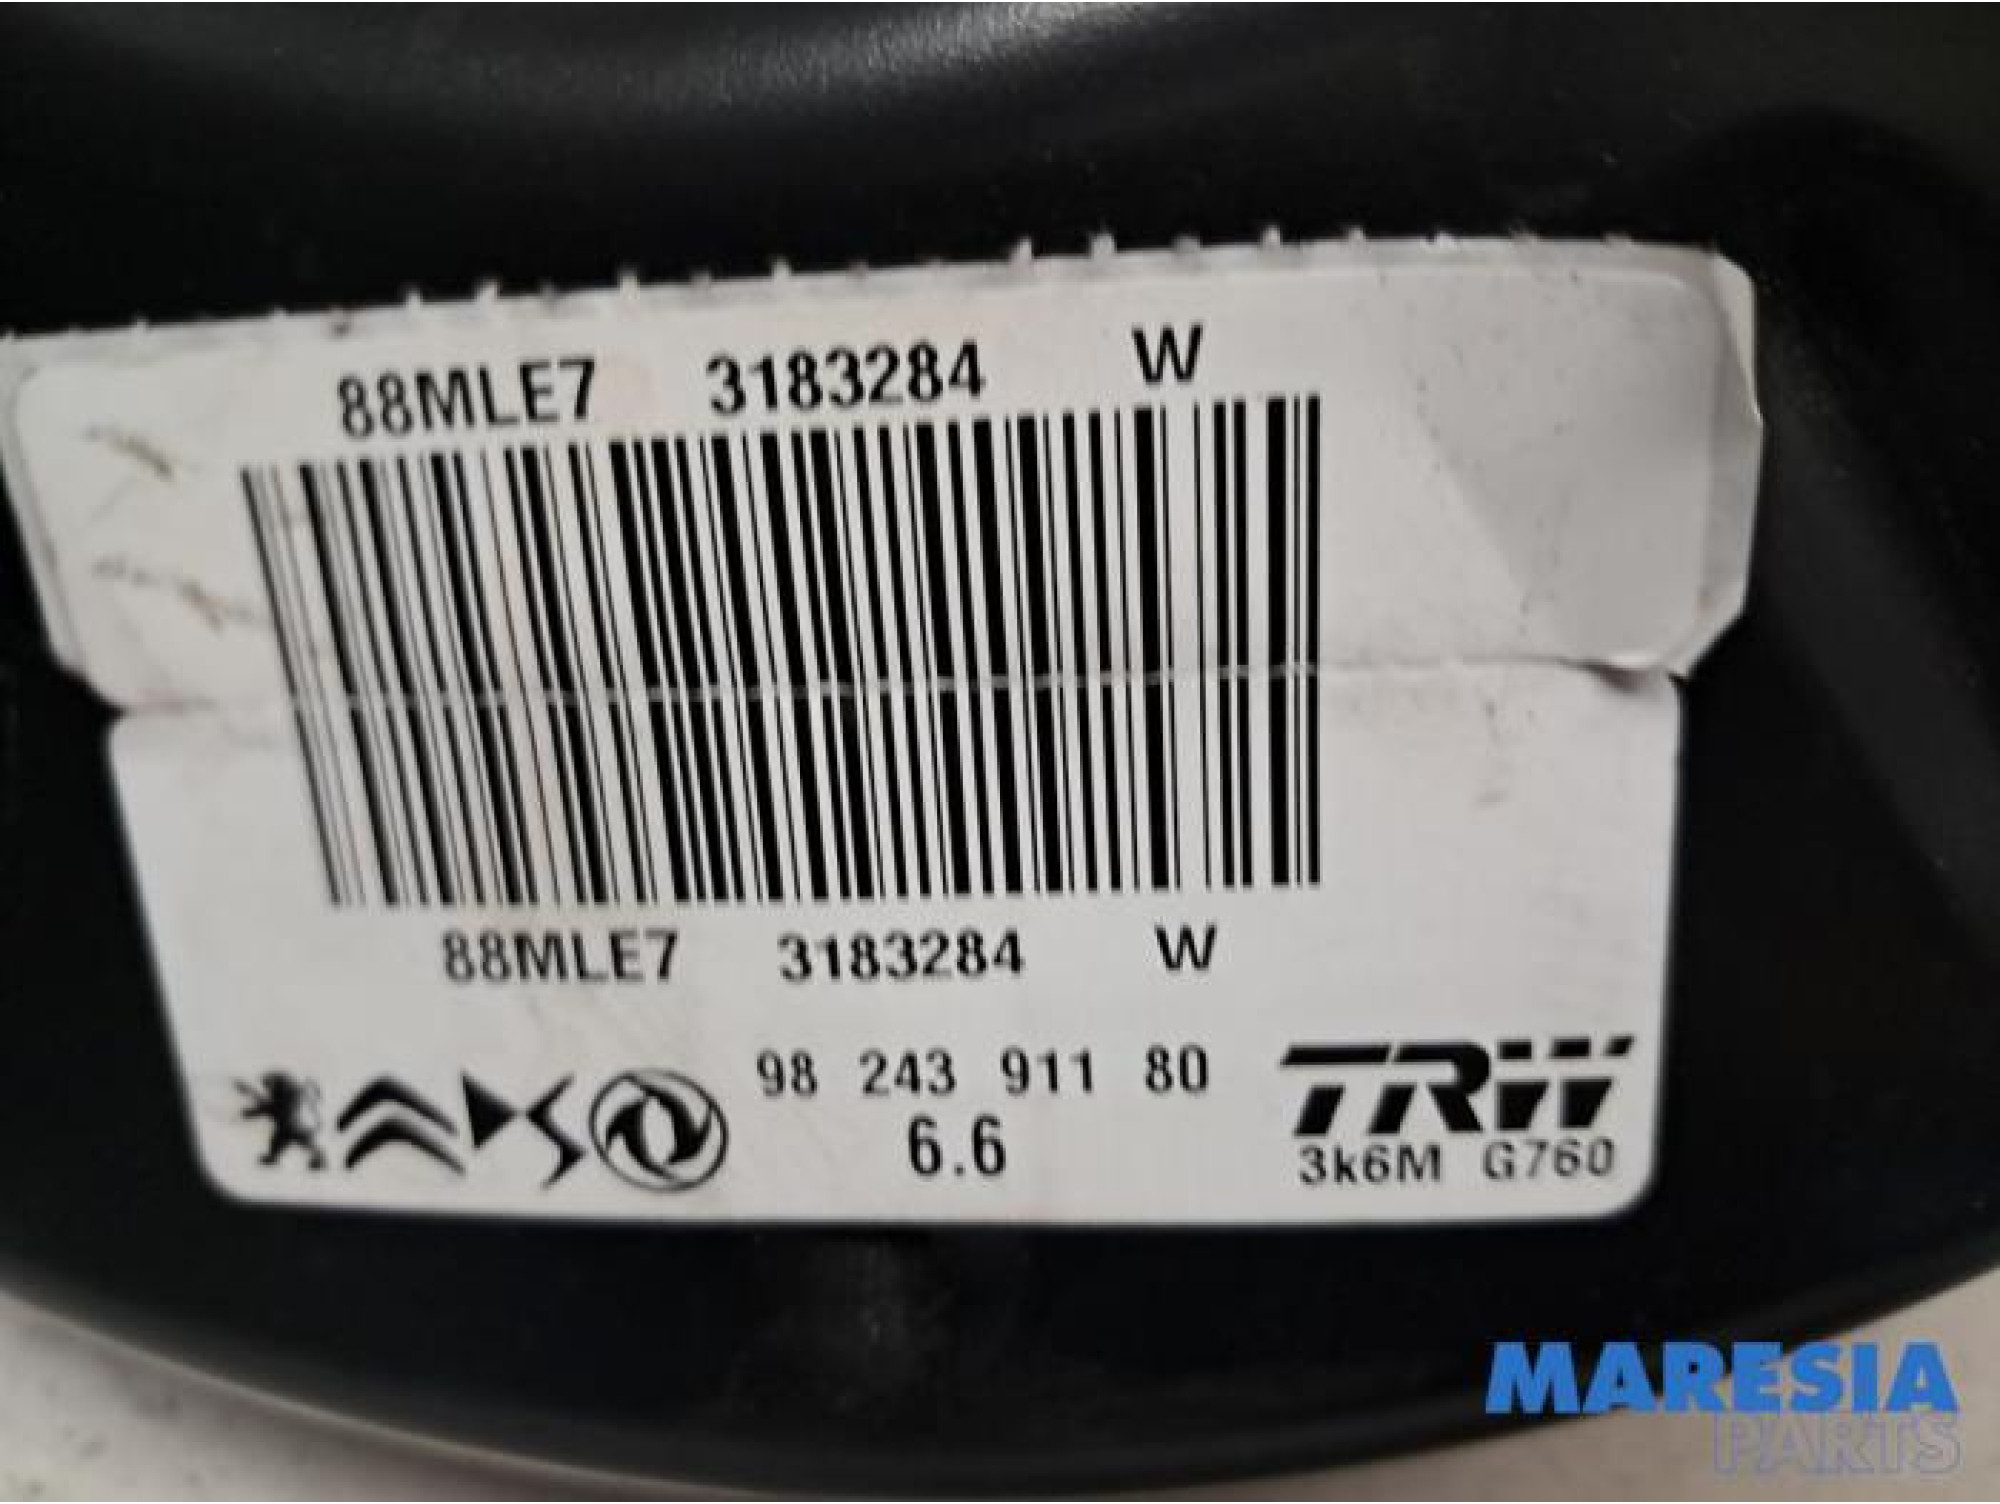 88MLE7 3183284 W
88MLE7 3183284 W
98 243 911 80
6.6
TRW
3k6M G760
MARESIA
PARTS